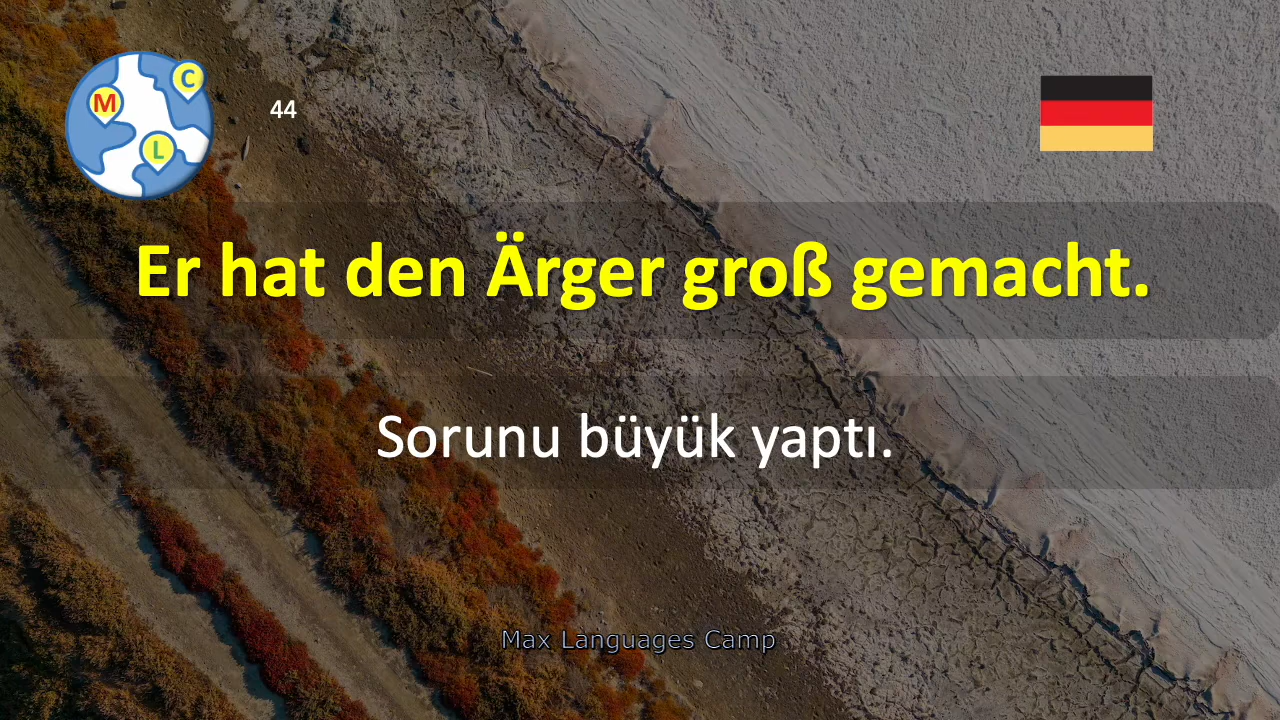 C
M
L
44
Er hat den Ärger groß gemacht.
Sorunu büyük yaptı.
Max Languages Camp